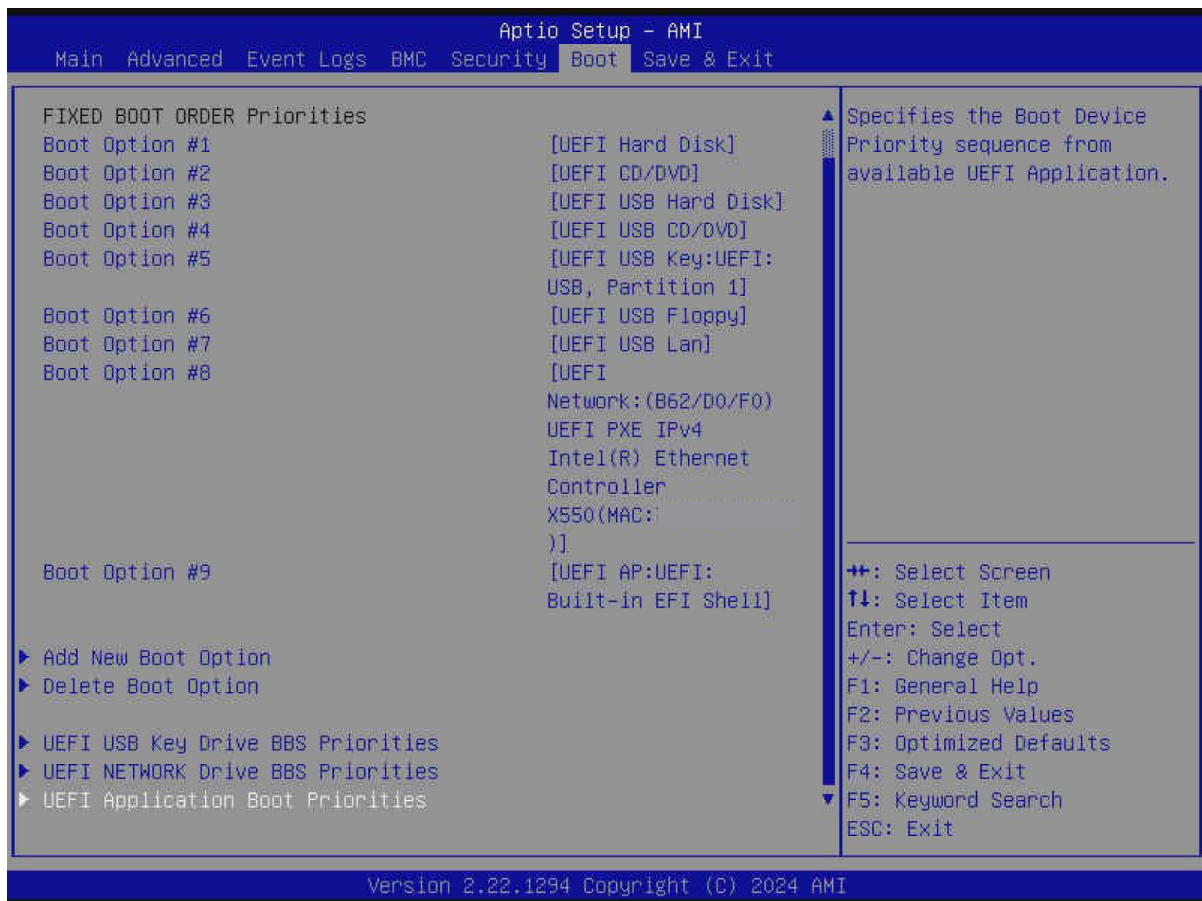 Aptio Setup - AMI
Main Advanced Event Logs BMC Security Boot Save & Exit
FIXED BOOT ORDER Priorities
Boot Option #1 [UEFI Hard Disk]
Boot Option #2 [UEFI CD/DVD]
Boot Option #3 [UEFI USB Hard Disk]
Boot Option #4 [UEFI USB CD/DVD]
Boot Option #5 [UEFI USB Key:UEFI:
USB, Partition 1]
Boot Option #6 [UEFI USB Floppy]
Boot Option #7 [UEFI USB Lan]
Boot Option #8 [UEFI
Network:(B62/D0/F0)
UEFI PXE IPv4
Intel(R) Ethernet
Controller
X550(MAC:
)]
Boot Option #9 [UEFI AP:UEFI:
Built-in EFI Shell]
Add New Boot Option
Delete Boot Option
UEFI USB Key Drive BBS Priorities
UEFI NETWORK Drive BBS Priorities
UEFI Application Boot Priorities
Specifies the Boot Device
Priority sequence from
available UEFI Application.
→←: Select Screen
↑↓: Select Item
Enter: Select
+/-: Change Opt.
F1: General Help
F2: Previous Values
F3: Optimized Defaults
F4: Save & Exit
F5: Keyword Search
ESC: Exit
Version 2.22.1294 Copyright (C) 2024 AMI